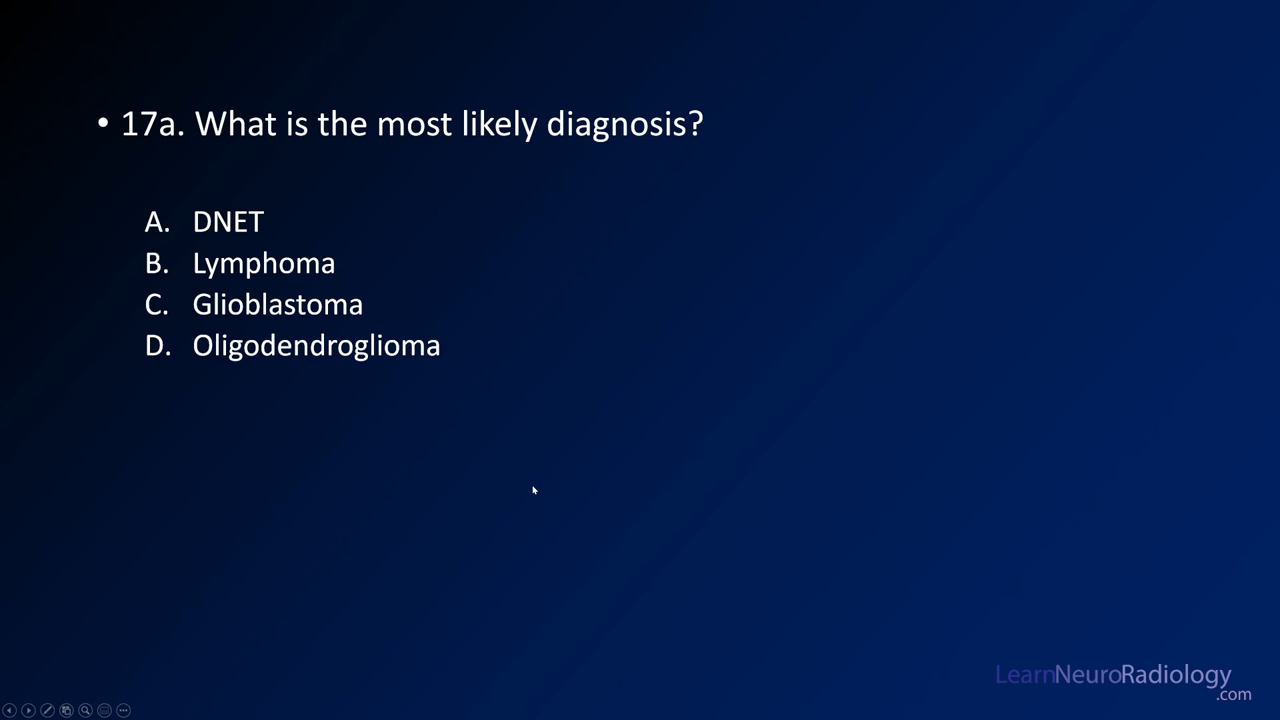 • 17a. What is the most likely diagnosis?
A. DNET
B. Lymphoma
C. Glioblastoma
D. Oligodendroglioma
LearnNeuroRadiology
.com